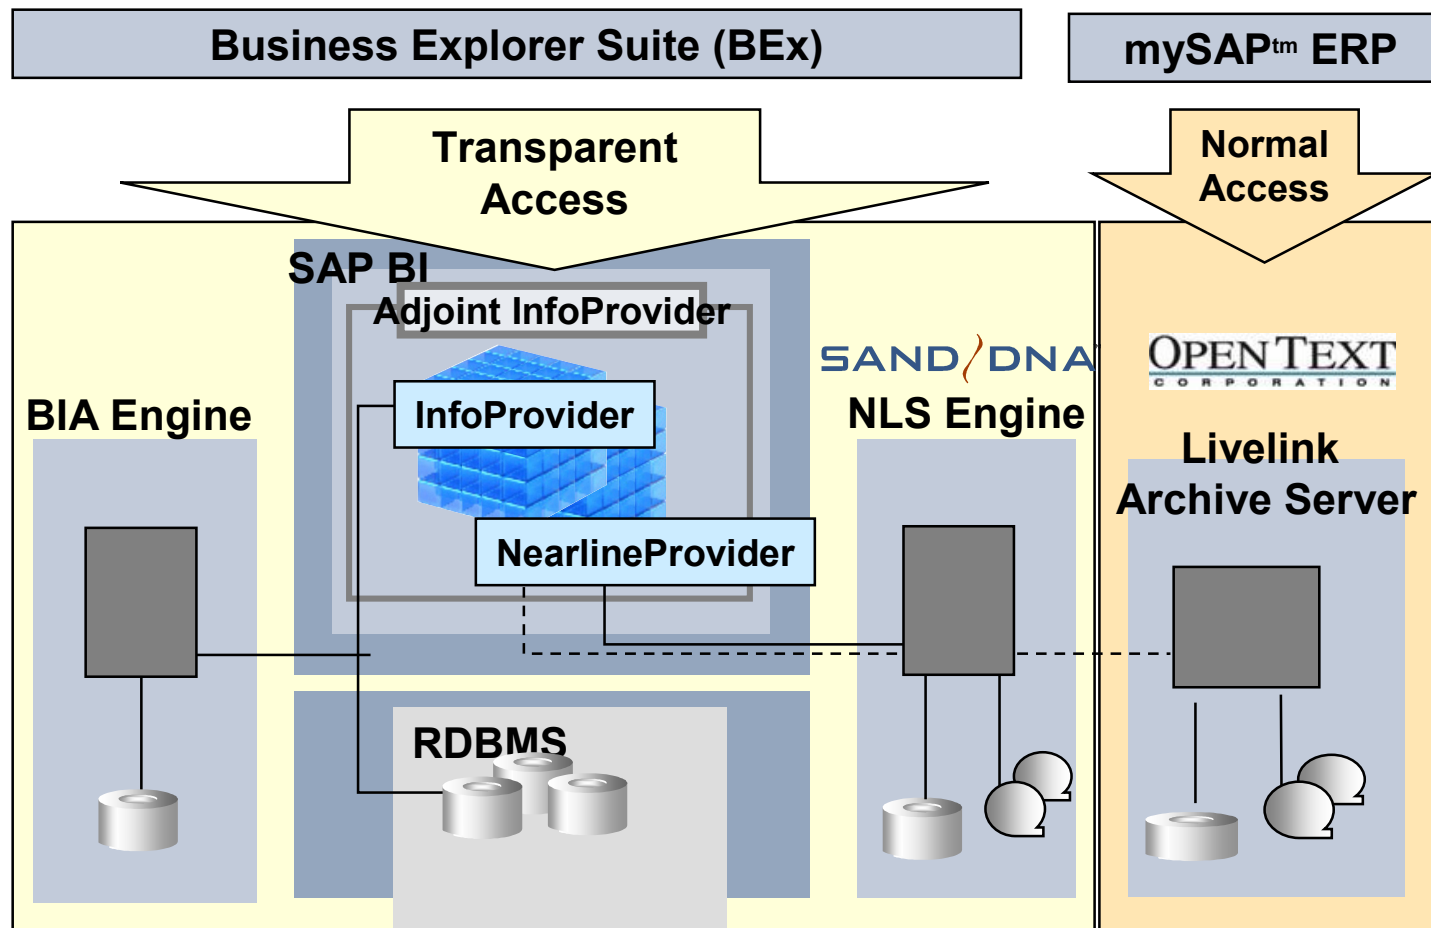 Business Explorer Suite (BEx)
mySAP™ ERP
Transparent
Access
Normal
Access
SAP BI
Adjoint InfoProvider
SAND/DNA
OPEN TEXT
CORPORATION
BIA Engine
InfoProvider
NLS Engine
Livelink
Archive Server
NearlineProvider
RDBMS